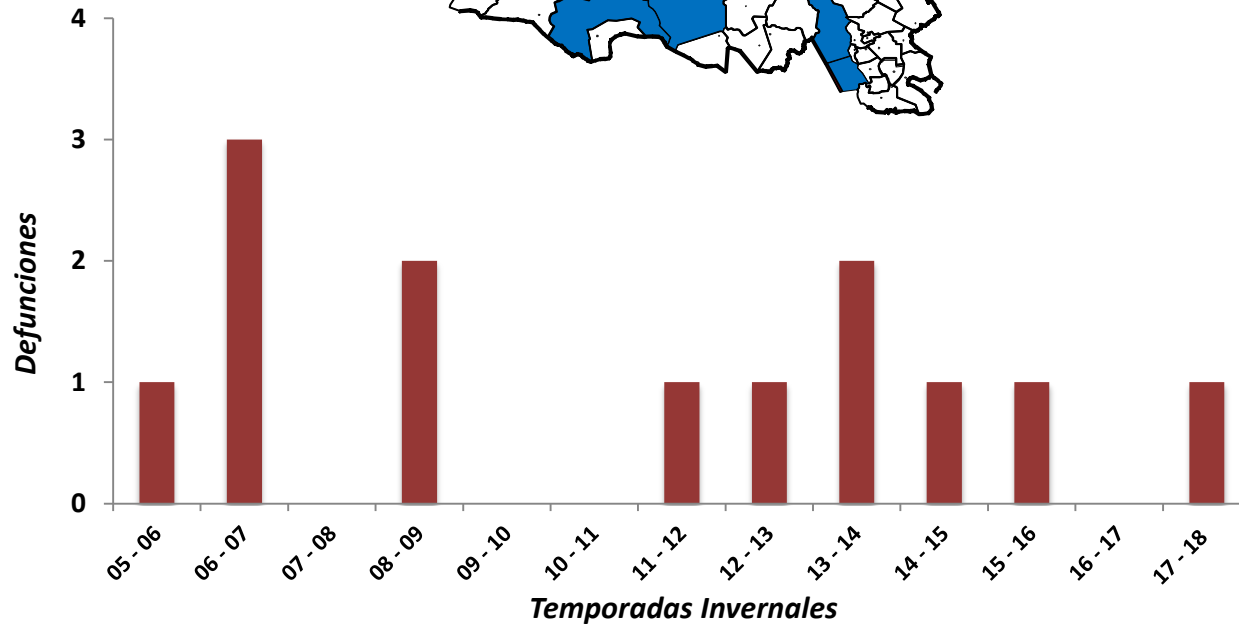 4
3
2
1
0
Defunciones
05 - 06
06 - 07
07 - 08
08 - 09
09 - 10
10 - 11
11 - 12
12 - 13
13 - 14
14 - 15
15 - 16
16 - 17
17 - 18
Temporadas Invernales